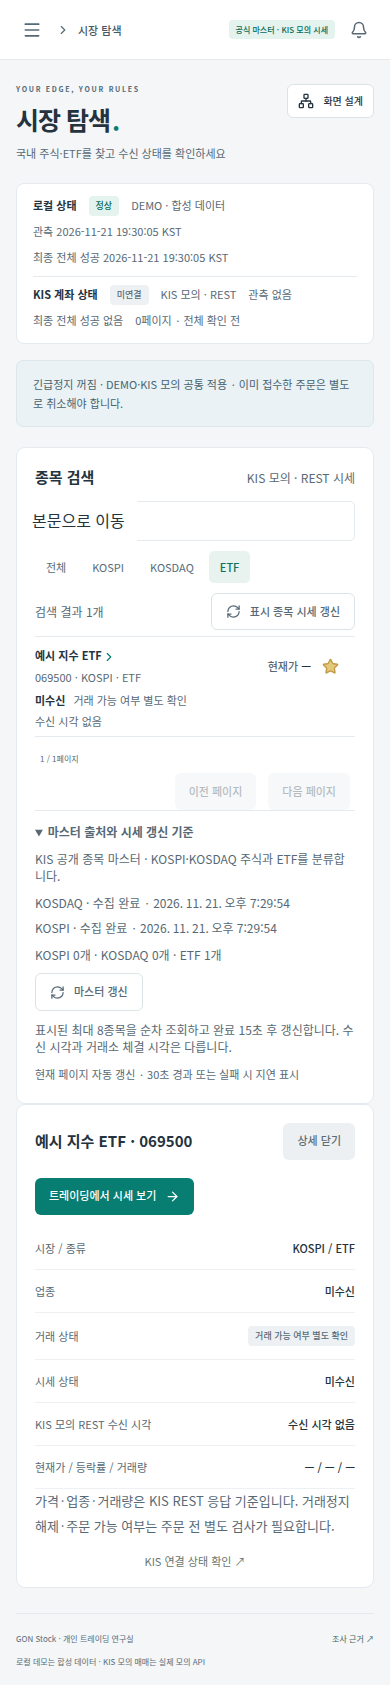 시장 탐색
공식 마스터 · KIS 모의 시세
YOUR EDGE, YOUR RULES
시장 탐색.
화면 설계
국내 주식·ETF를 찾고 수신 상태를 확인하세요
로컬 상태 정상 DEMO · 합성 데이터
관측 2026-11-21 19:30:05 KST
최종 전체 성공 2026-11-21 19:30:05 KST
KIS 계좌 상태 미연결 KIS 모의 · REST 관측 없음
최종 전체 성공 없음 0페이지 · 전체 확인 전
긴급정지 꺼짐 · DEMO·KIS 모의 공통 적용 · 이미 접수한 주문은 별도
로 취소해야 합니다.
종목 검색
KIS 모의 · REST 시세
본문으로 이동
전체 KOSPI KOSDAQ ETF
검색 결과 1개
표시 종목 시세 갱신
예시 지수 ETF
069500 · KOSPI · ETF
미수신 거래 가능 여부 별도 확인
수신 시각 없음
현재가 —
1 / 1페이지
이전 페이지 다음 페이지
▼ 마스터 출처와 시세 갱신 기준
KIS 공개 종목 마스터 · KOSPI·KOSDAQ 주식과 ETF를 분류합
니다.
KOSDAQ · 수집 완료 · 2026. 11. 21. 오후 7:29:54
KOSPI · 수집 완료 · 2026. 11. 21. 오후 7:29:54
KOSPI 0개 · KOSDAQ 0개 · ETF 1개
마스터 갱신
표시된 최대 8종목을 순차 조회하고 완료 15초 후 갱신합니다. 수
신 시각과 거래소 체결 시각은 다릅니다.
현재 페이지 자동 갱신 · 30초 경과 또는 실패 시 지연 표시
예시 지수 ETF · 069500
상세 닫기
트레이딩에서 시세 보기 →
시장 / 종류 KOSPI / ETF
업종 미수신
거래 상태 거래 가능 여부 별도 확인
시세 상태 미수신
KIS 모의 REST 수신 시각 수신 시각 없음
현재가 / 등락률 / 거래량 — / — / —
가격·업종·거래량은 KIS REST 응답 기준입니다. 거래정지
해제·주문 가능 여부는 주문 전 별도 검사가 필요합니다.
KIS 연결 상태 확인 ↗
GON Stock · 개인 트레이딩 연구실
조사 근거 ↗
로컬 데모는 합성 데이터 · KIS 모의 매매는 실제 모의 API